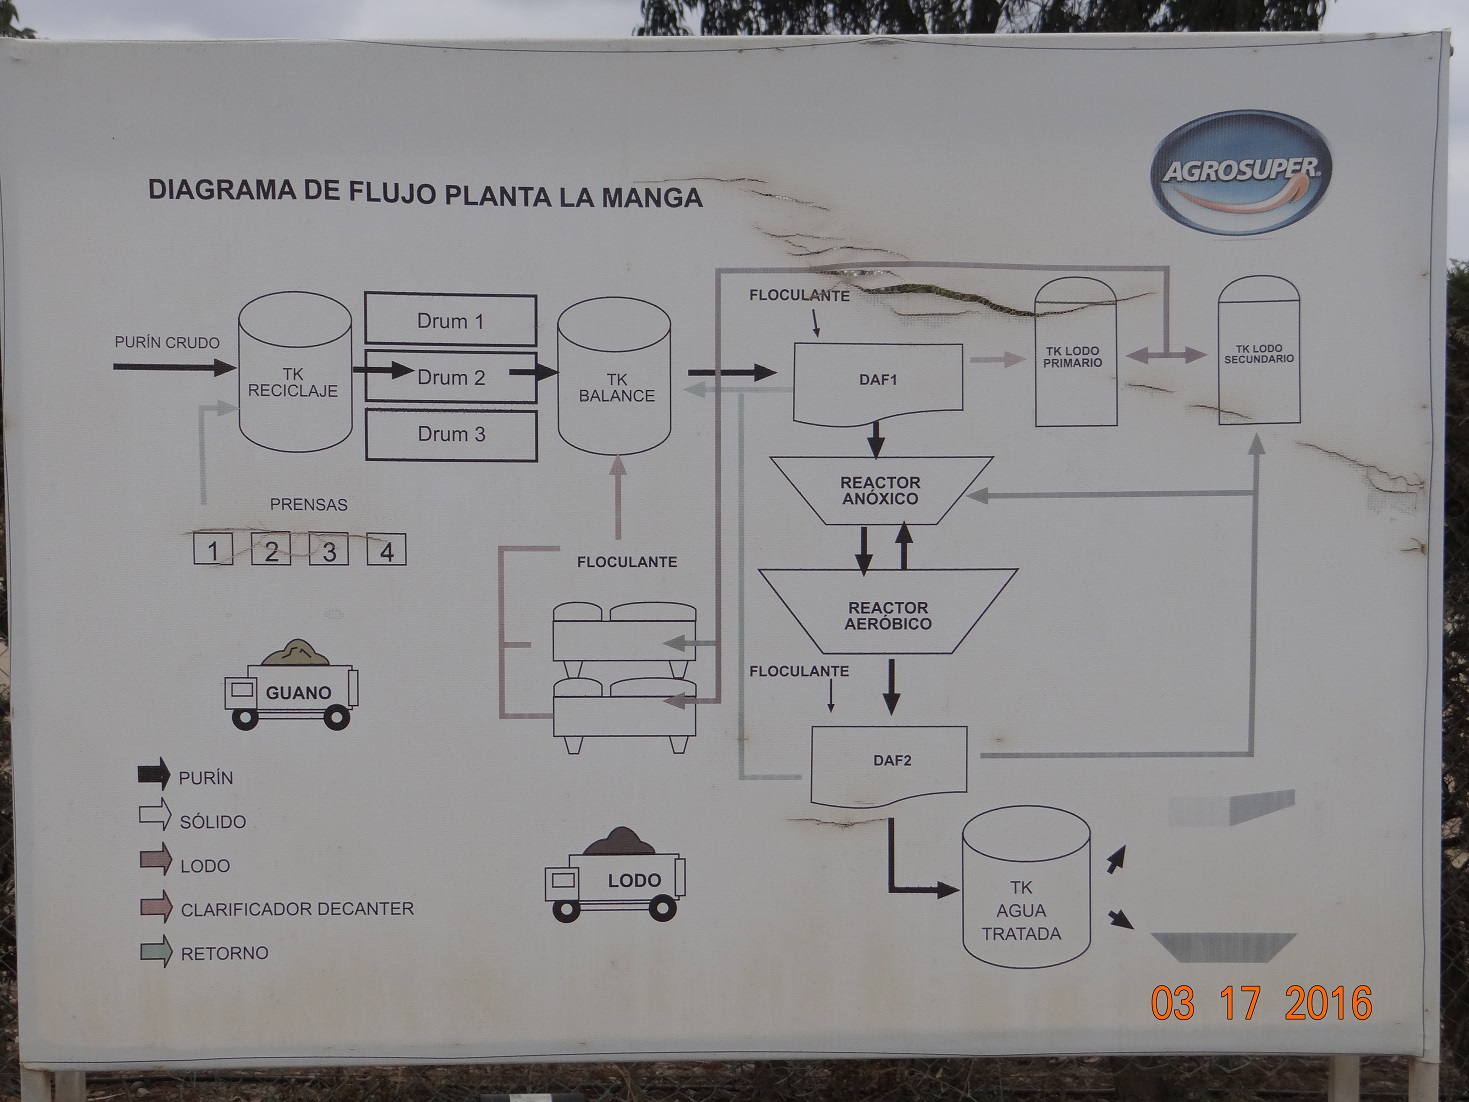 AGROSUPER®
DIAGRAMA DE FLUJO PLANTA LA MANGA
PURÍN CRUDO
TK
RECICLAJE
Drum 1
Drum 2
Drum 3
TK
BALANCE
FLOCULANTE
DAF1
TK LODO
PRIMARIO
TK LODO
SECUNDARIO
REACTOR
ANÓXICO
PRENSAS
1 2 3 4
FLOCULANTE
REACTOR
AERÓBICO
FLOCULANTE
GUANO
DAF2
PURÍN
SÓLIDO
LODO
CLARIFICADOR DECANTER
RETORNO
LODO
TK
AGUA
TRATADA
03 17 2016